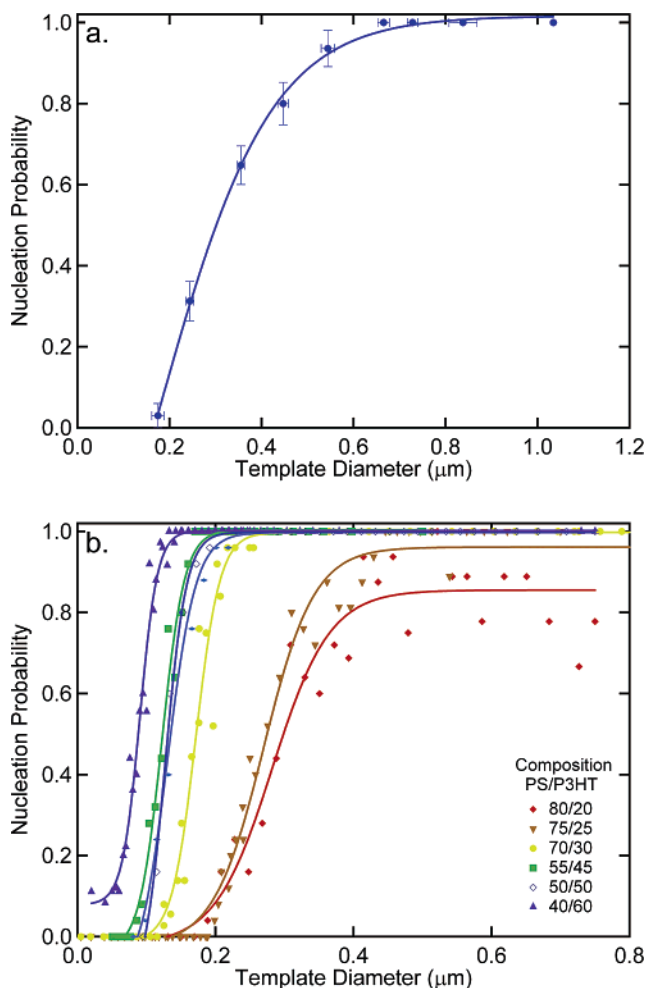 a.
1.0
0.8
0.6
0.4
0.2
0.0
Nucleation Probability
0.0 0.2 0.4 0.6 0.8 1.0 1.2
Template Diameter (μm)
b.
1.0
0.8
0.6
0.4
0.2
0.0
Nucleation Probability
Composition
PS/P3HT
80/20
75/25
70/30
55/45
50/50
40/60
0.0 0.2 0.4 0.6 0.8
Template Diameter (μm)